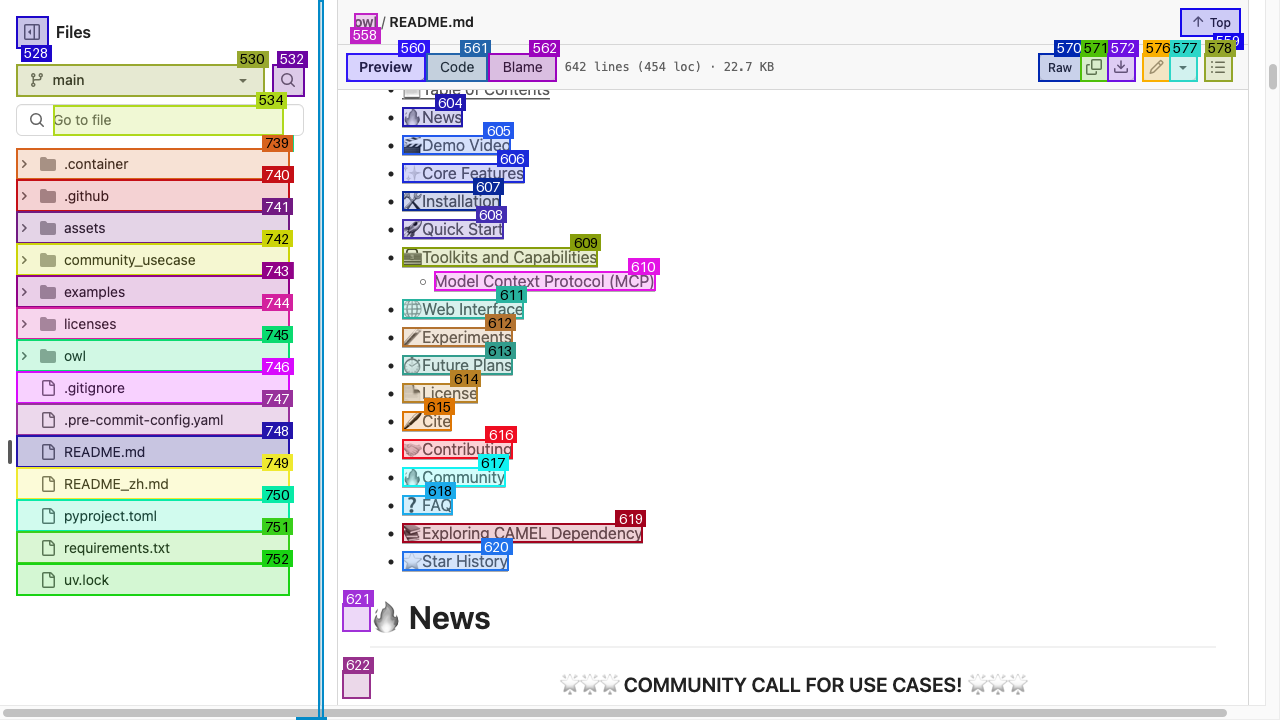 Files
528
main
530
532
534
Go to file
739
.container
740
.github
741
assets
742
community_usecase
743
examples
744
licenses
745
owl
746
.gitignore
747
.pre-commit-config.yaml
748
README.md
749
README_zh.md
750
pyproject.toml
751
requirements.txt
752
uv.lock
owl / README.md
558
Top
559
560 561 562
Preview Code Blame 642 lines (454 loc) · 22.7 KB
570 571 572 576 577 578
Raw
Table of Contents
604
News
605
Demo Video
606
Core Features
607
Installation
608
Quick Start
609
Toolkits and Capabilities
610
Model Context Protocol (MCP)
611
Web Interface
612
Experiments
613
Future Plans
614
License
615
Cite
616
Contributing
617
Community
618
FAQ
619
Exploring CAMEL Dependency
620
Star History
621
News
622
COMMUNITY CALL FOR USE CASES!